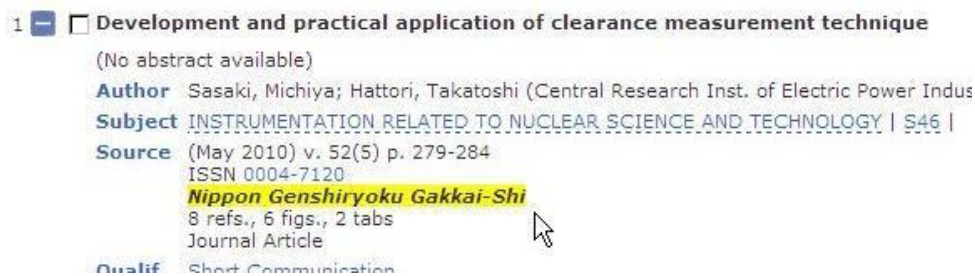 1 Development and practical application of clearance measurement technique
(No abstract available)
Author Sasaki, Michiya; Hattori, Takatoshi (Central Research Inst. of Electric Power Indus
Subject INSTRUMENTATION RELATED TO NUCLEAR SCIENCE AND TECHNOLOGY | S46 |
Source (May 2010) v. 52(5) p. 279-284
ISSN 0004-7120
Nippon Genshiryoku Gakkai-Shi
8 refs., 6 figs., 2 tabs
Journal Article
Qualif Short Communication